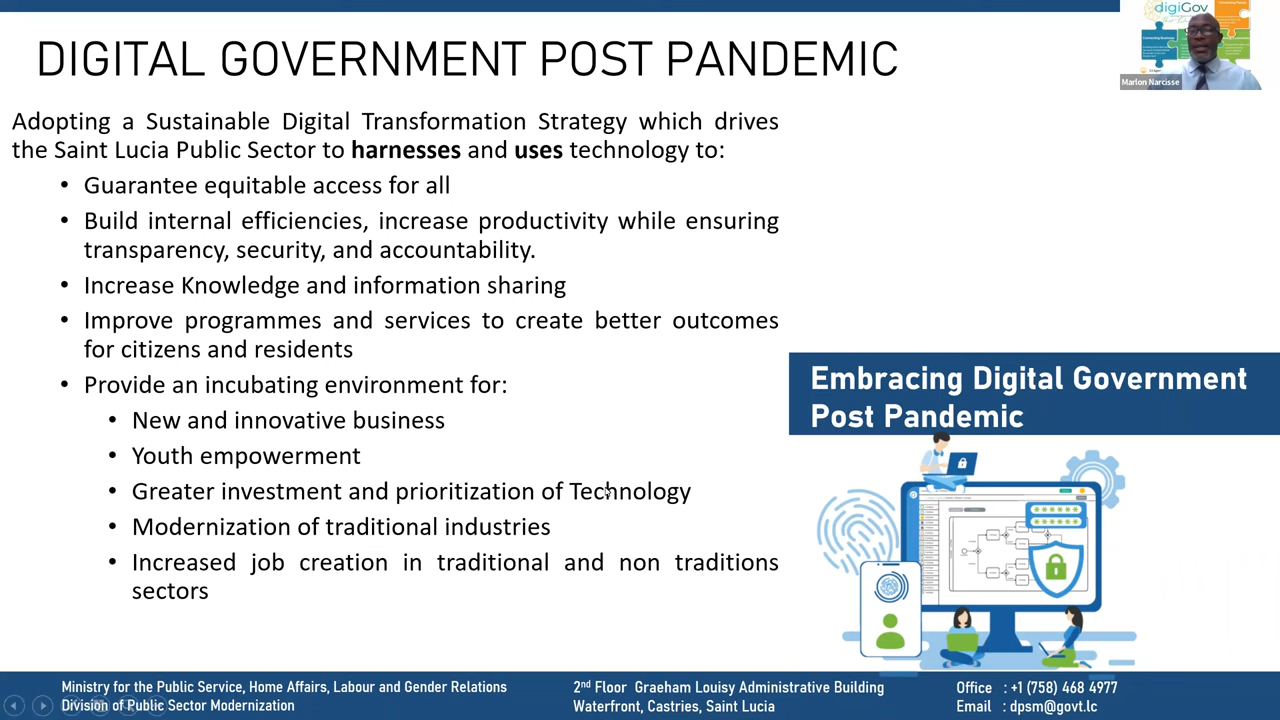 DIGITAL GOVERNMENT POST PANDEMIC
digiGov
Marlon Narcisse
Adopting a Sustainable Digital Transformation Strategy which drives
the Saint Lucia Public Sector to harnesses and uses technology to:
• Guarantee equitable access for all
• Build internal efficiencies, increase productivity while ensuring
transparency, security, and accountability.
• Increase Knowledge and information sharing
• Improve programmes and services to create better outcomes
for citizens and residents
• Provide an incubating environment for:
• New and innovative business
• Youth empowerment
• Greater investment and prioritization of Technology
• Modernization of traditional industries
• Increased job creation in traditional and non traditions
sectors
Embracing Digital Government
Post Pandemic
Ministry for the Public Service, Home Affairs, Labour and Gender Relations
Division of Public Sector Modernization
2nd Floor Graeham Louisy Administrative Building
Waterfront, Castries, Saint Lucia
Office : +1 (758) 468 4977
Email : dpsm@govt.lc